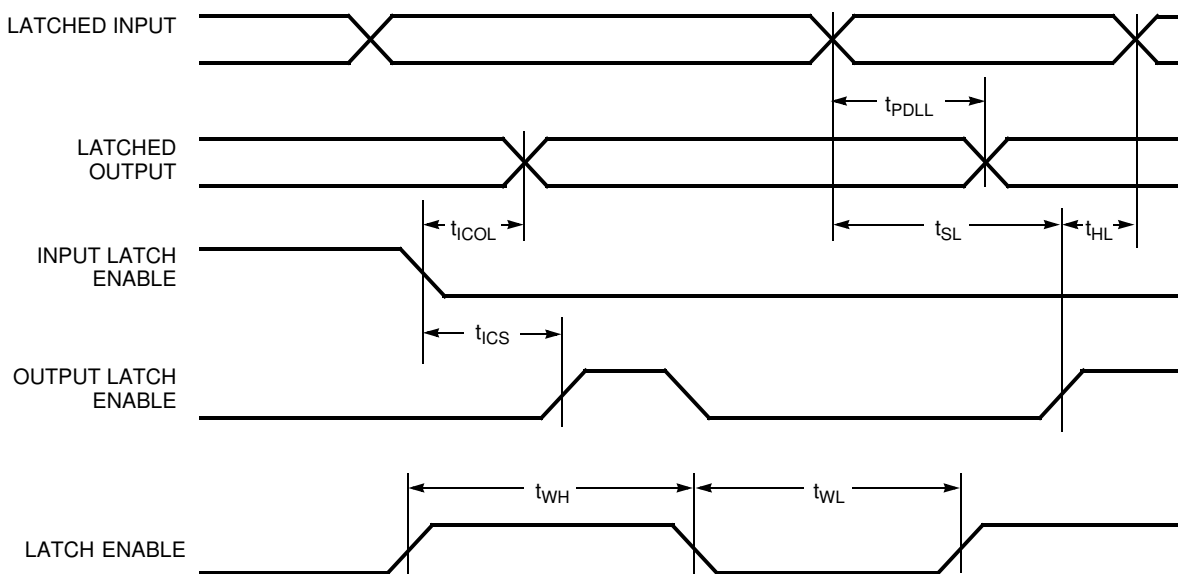 LATCHED INPUT
tPDLL
LATCHED
OUTPUT
tICOL
tSL
tHL
INPUT LATCH
ENABLE
tICS
OUTPUT LATCH
ENABLE
tWH
tWL
LATCH ENABLE